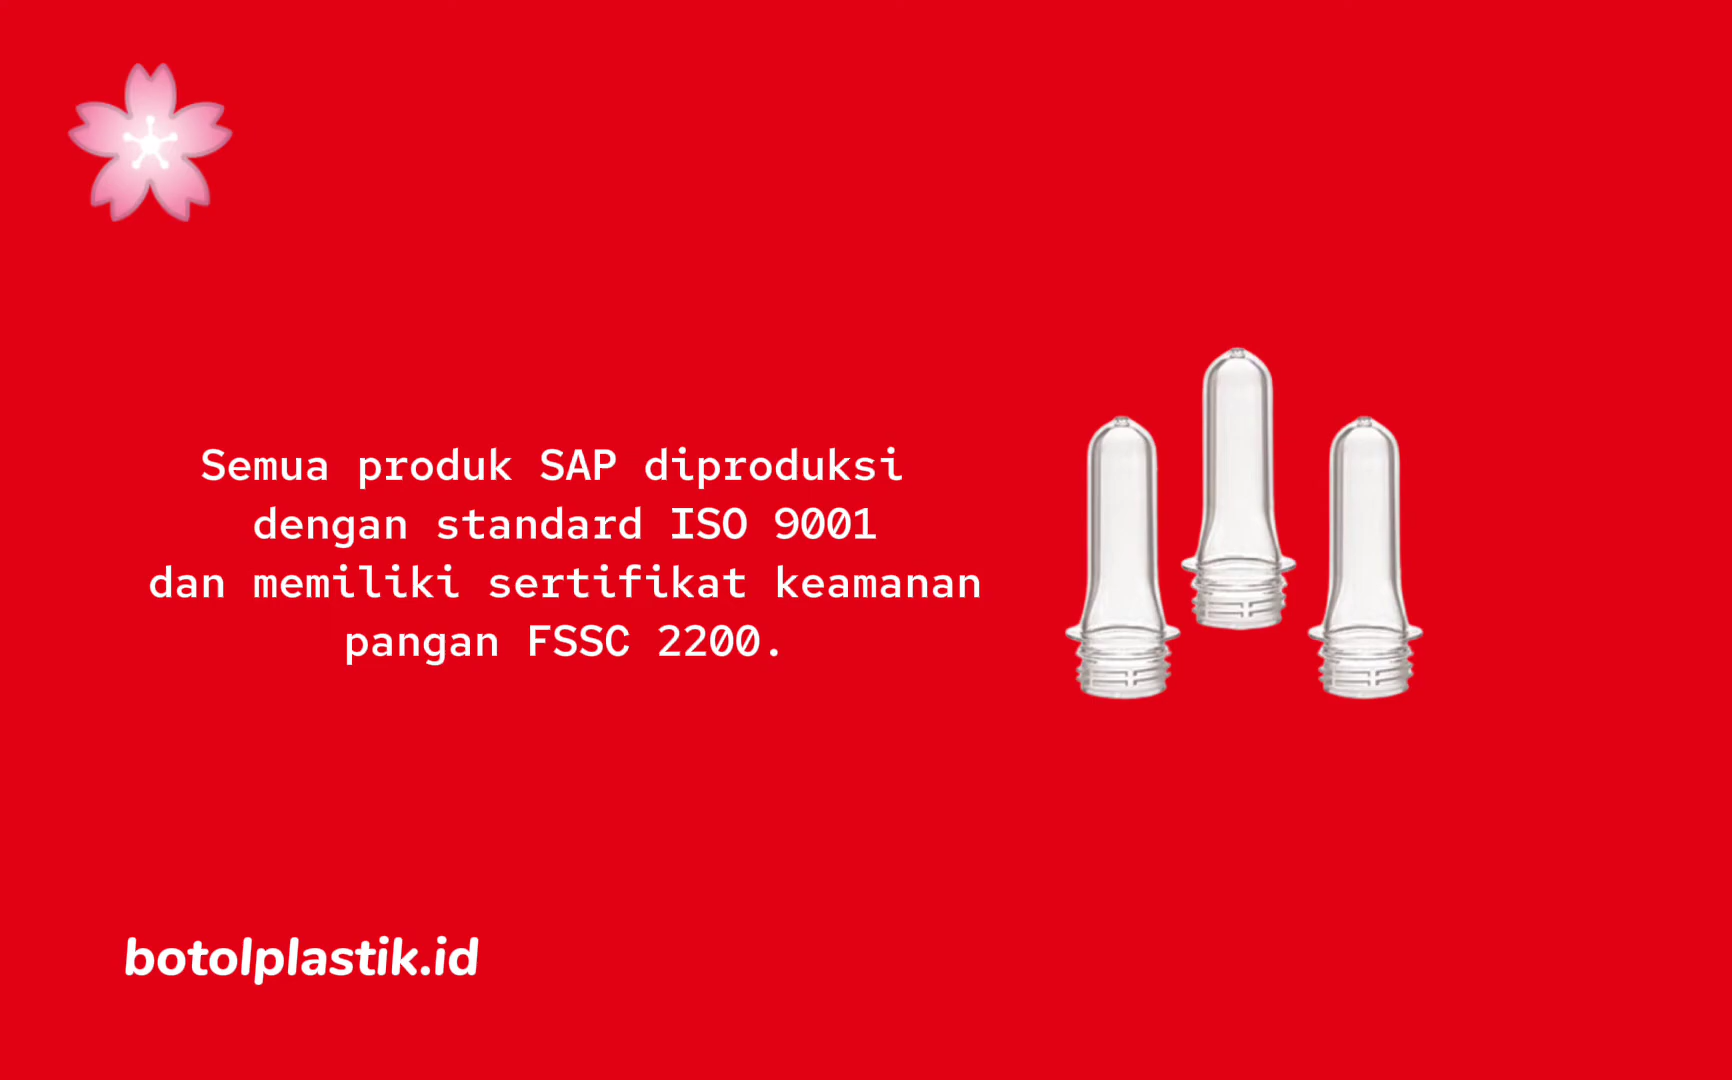 Semua produk SAP diproduksi
dengan standard ISO 9001
dan memiliki sertifikat keamanan
pangan FSSC 2200.
botolplastik.id